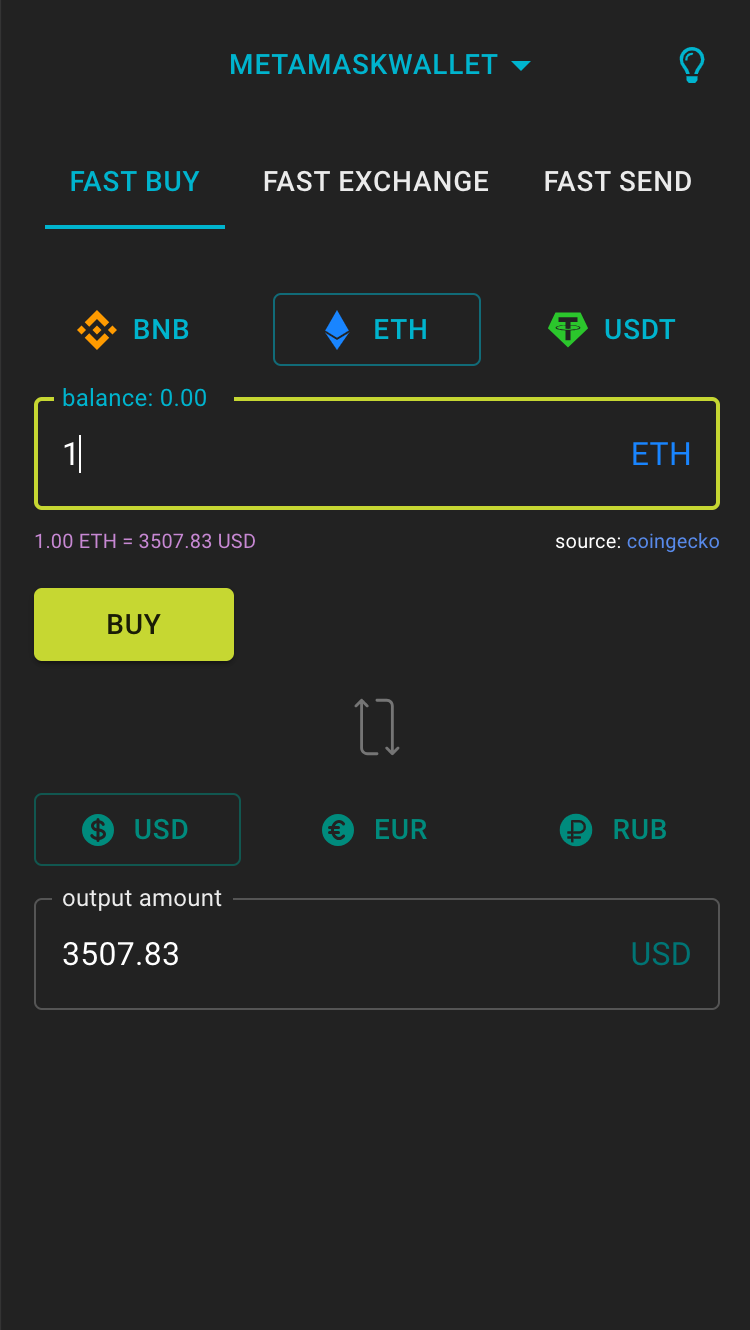 METAMASKWALLET
FAST BUY FAST EXCHANGE FAST SEND
BNB ETH USDT
balance: 0.00
1 ETH
1.00 ETH = 3507.83 USD source: coingecko
BUY
USD EUR RUB
output amount
3507.83 USD